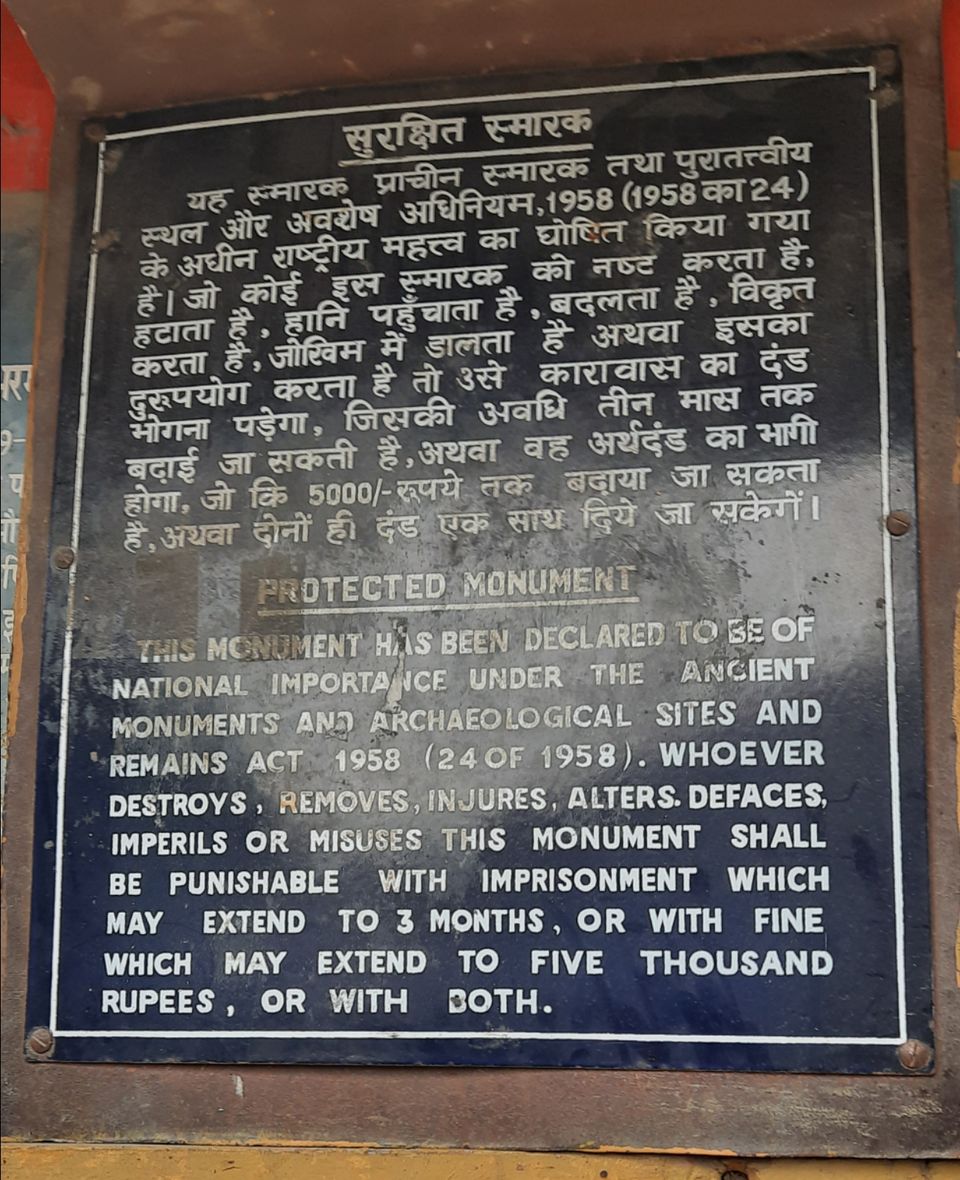 सुरक्षित स्मारक
यह स्मारक प्राचीन स्मारक तथा पुरातत्त्वीय
स्थल और अवशेष अधिनियम,1958 (1958 का 24)
के अधीन राष्ट्रीय महत्त्व का घोषित किया गया
है। जो कोई इस स्मारक को नष्ट करता है,
हटाता है, हानि पहुँचाता है, बदलता है, विकृत
करता है, जोखिम में डालता है अथवा इसका
दुरुपयोग करता है तो उसे कारावास का दंड
भोगना पड़ेगा, जिसकी अवधि तीन मास तक
बढाई जा सकती है, अथवा वह अर्थदंड का भागी
होगा, जो कि 5000/-रूपये तक बढाया जा सकता
है, अथवा दोनों ही दंड एक साथ दिये जा सकेगों।
PROTECTED MONUMENT
THIS MONUMENT HAS BEEN DECLARED TO BE OF
NATIONAL IMPORTANCE UNDER THE ANCIENT
MONUMENTS AND ARCHAEOLOGICAL SITES AND
REMAINS ACT 1958 (24 OF 1958). WHOEVER
DESTROYS, REMOVES, INJURES, ALTERS. DEFACES,
IMPERILS OR MISUSES THIS MONUMENT SHALL
BE PUNISHABLE WITH IMPRISONMENT WHICH
MAY EXTEND TO 3 MONTHS, OR WITH FINE
WHICH MAY EXTEND TO FIVE THOUSAND
RUPEES, OR WITH BOTH.